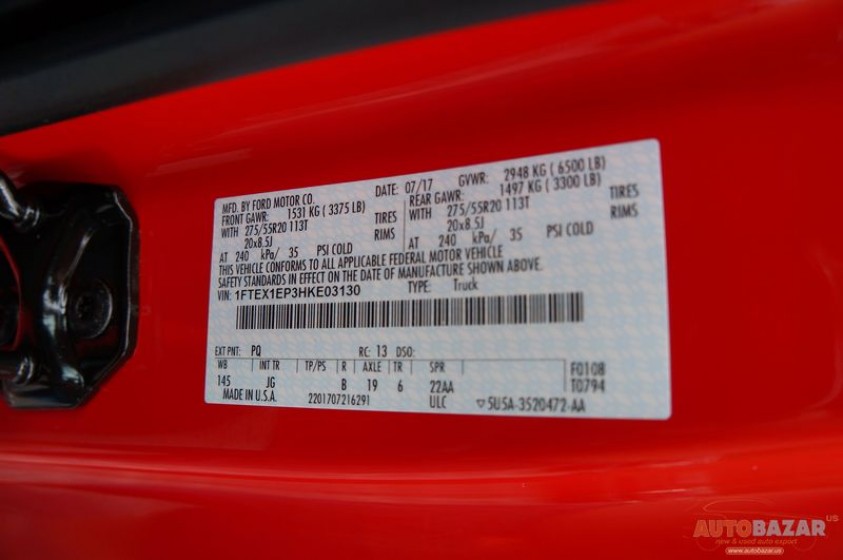 MFD. BY FORD MOTOR CO. DATE: 07/17 GVWR: 2948 KG ( 6500 LB)
FRONT GAWR: 1531 KG ( 3375 LB) REAR GAWR: 1497 KG ( 3300 LB)
WITH 275/55R20 113T TIRES WITH 275/55R20 113T TIRES
20x8.5J RIMS 20x8.5J RIMS
AT 240 kPa/ 35 PSI COLD AT 240 kPa/ 35 PSI COLD
THIS VEHICLE CONFORMS TO ALL APPLICABLE FEDERAL MOTOR VEHICLE
SAFETY STANDARDS IN EFFECT ON THE DATE OF MANUFACTURE SHOWN ABOVE.
VIN: 1FTEX1EP3HKE03130 TYPE: Truck
EXT PNT: PQ RC: 13 DSO:
WB INT TR TP/PS R AXLE TR SPR F0108
145 JG B 19 6 22AA T0794
MADE IN U.S.A. 2201707216291 ULC ▽5U5A-3520472-AA
AUTOBAZAR US
new & used auto export
www.autobazar.us